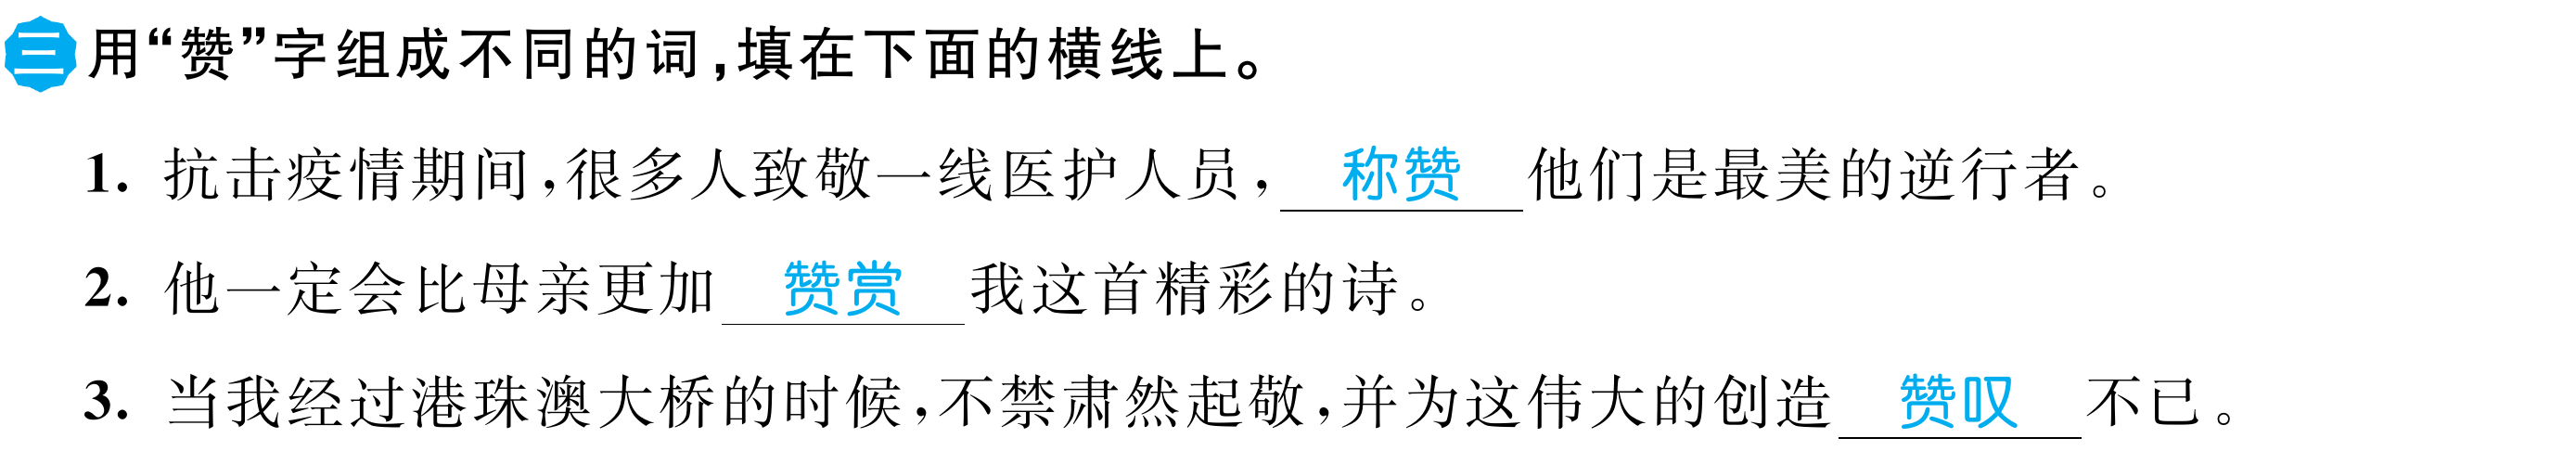 三 用“赞”字组成不同的词,填在下面的横线上。
1. 抗击疫情期间,很多人致敬一线医护人员, 称赞 他们是最美的逆行者。
2. 他一定会比母亲更加 赞赏 我这首精彩的诗。
3. 当我经过港珠澳大桥的时候,不禁肃然起敬,并为这伟大的创造 赞叹 不已。